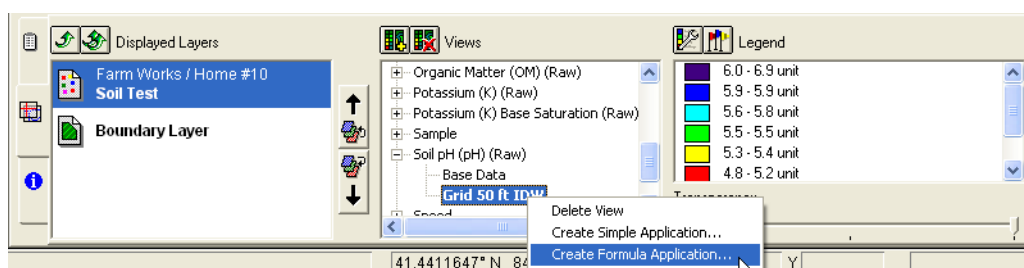 Displayed Layers
Farm Works / Home #10
Soil Test
Boundary Layer
Views
Organic Matter (OM) (Raw)
Potassium (K) (Raw)
Potassium (K) Base Saturation (Raw)
Sample
Soil pH (pH) (Raw)
Base Data
Grid 50 ft IDW
Speed
Legend
6.0 - 6.9 unit
5.9 - 5.9 unit
5.6 - 5.8 unit
5.5 - 5.5 unit
5.3 - 5.4 unit
4.8 - 5.2 unit
Transparency
Delete View
Create Simple Application...
Create Formula Application...
41.4411647° N 84
Y